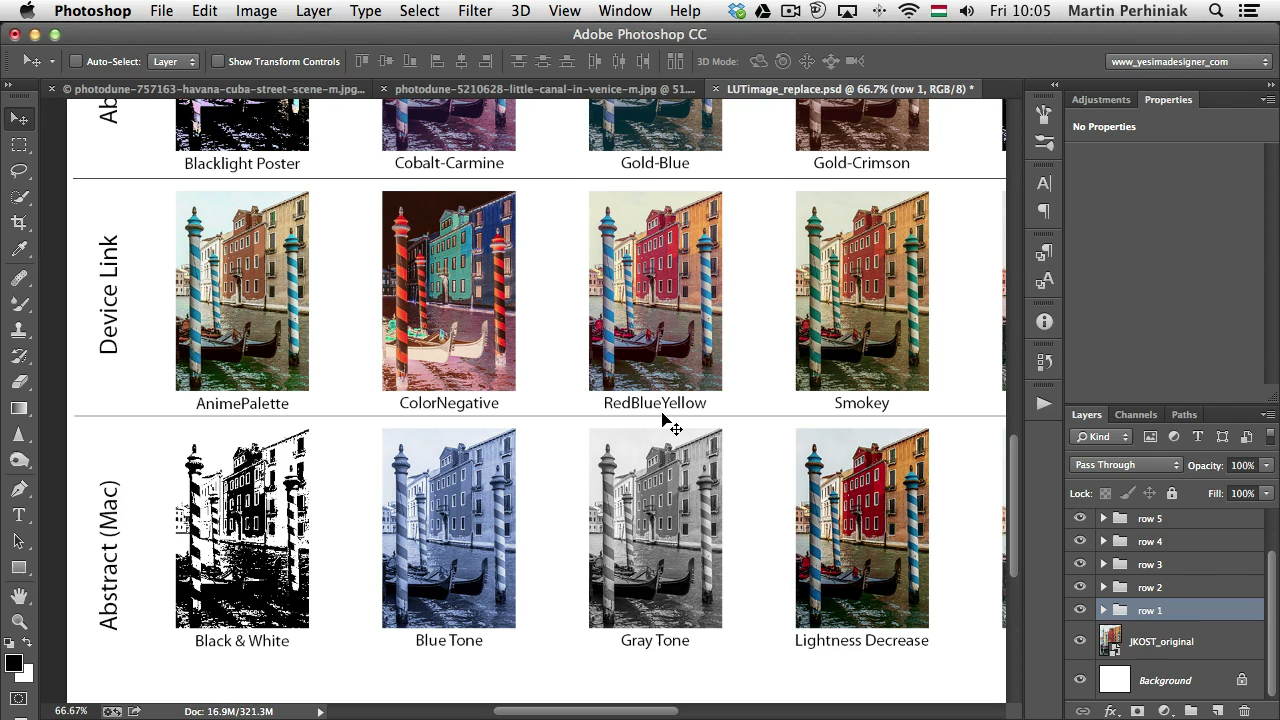 Photoshop File Edit Image Layer Type Select Filter 3D View Window Help Fri 10:05 Martin Perhiniak
Adobe Photoshop CC
Auto-Select: Layer Show Transform Controls 3D Mode: www_yesimadesigner_com
© photodune-757163-havana-cuba-street-scene-m.jpg... photodune-5210628-little-canal-in-venice-m.jpg @ 51.... LUTimage_replace.psd @ 66.7% (row 1, RGB/8) *
Adjustments Properties
No Properties
Ab
Blacklight Poster Cobalt-Carmine Gold-Blue Gold-Crimson
Device Link
AnimePalette ColorNegative RedBlueYellow Smokey
Abstract (Mac)
Black & White Blue Tone Gray Tone Lightness Decrease
Layers Channels Paths
Kind
Pass Through Opacity: 100%
Lock: Fill: 100%
row 5
row 4
row 3
row 2
row 1
JKOST_original
Background
66.67% Doc: 16.9M/321.3M